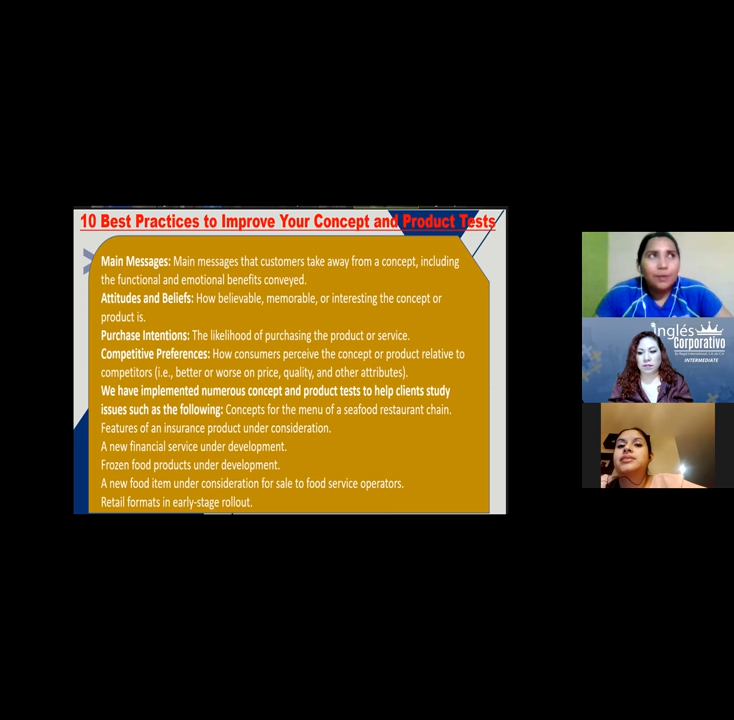 10 Best Practices to Improve Your Concept and Product Tests
Main Messages: Main messages that customers take away from a concept, including
the functional and emotional benefits conveyed.
Attitudes and Beliefs: How believable, memorable, or interesting the concept or
product is.
Purchase Intentions: The likelihood of purchasing the product or service.
Competitive Preferences: How consumers perceive the concept or product relative to
competitors (i.e., better or worse on price, quality, and other attributes).
We have implemented numerous concept and product tests to help clients study
issues such as the following: Concepts for the menu of a seafood restaurant chain.
Features of an insurance product under consideration.
A new financial service under development.
Frozen food products under development.
A new food item under consideration for sale to food service operators.
Retail formats in early-stage rollout.
Inglés
Corporativo
INTERMEDIATE